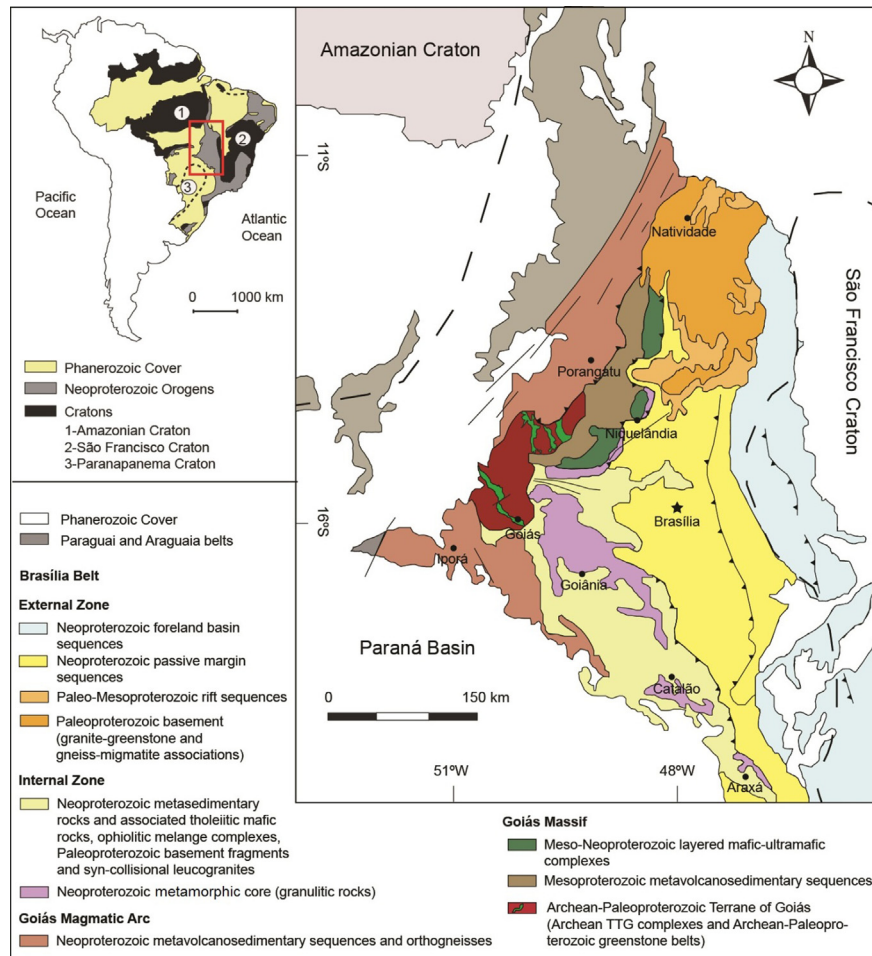 Amazonian Craton
N
11ºS
1
2
3
Pacific
Ocean
Atlantic
Ocean
0 1000 km
Natividade
São Francisco Craton
Phanerozoic Cover
Neoproterozoic Orogens
Cratons
1-Amazonian Craton
2-São Francisco Craton
3-Paranapanema Craton
Porangatu
Niquelândia
Phanerozoic Cover
Paraguai and Araguaia belts
16ºS
Brasília
Goiás
Iporá
Goiânia
Brasília Belt
External Zone
Neoproterozoic foreland basin
sequences
Neoproterozoic passive margin
sequences
Paleo-Mesoproterozoic rift sequences
Paleoproterozoic basement
(granite-greenstone and
gneiss-migmatite associations)
Paraná Basin
0 150 km
Catalão
51ºW
48ºW
Araxá
Internal Zone
Neoproterozoic metasedimentary
rocks and associated tholeiitic mafic
rocks, ophiolitic melange complexes,
Paleoproterozoic basement fragments
and syn-collisional leucogranites
Neoproterozoic metamorphic core (granulitic rocks)
Goiás Magmatic Arc
Neoproterozoic metavolcanosedimentary sequences and orthogneisses
Goiás Massif
Meso-Neoproterozoic layered mafic-ultramafic
complexes
Mesoproterozoic metavolcanosedimentary sequences
Archean-Paleoproterozoic Terrane of Goiás
(Archean TTG complexes and Archean-Paleopro-
terozoic greenstone belts)